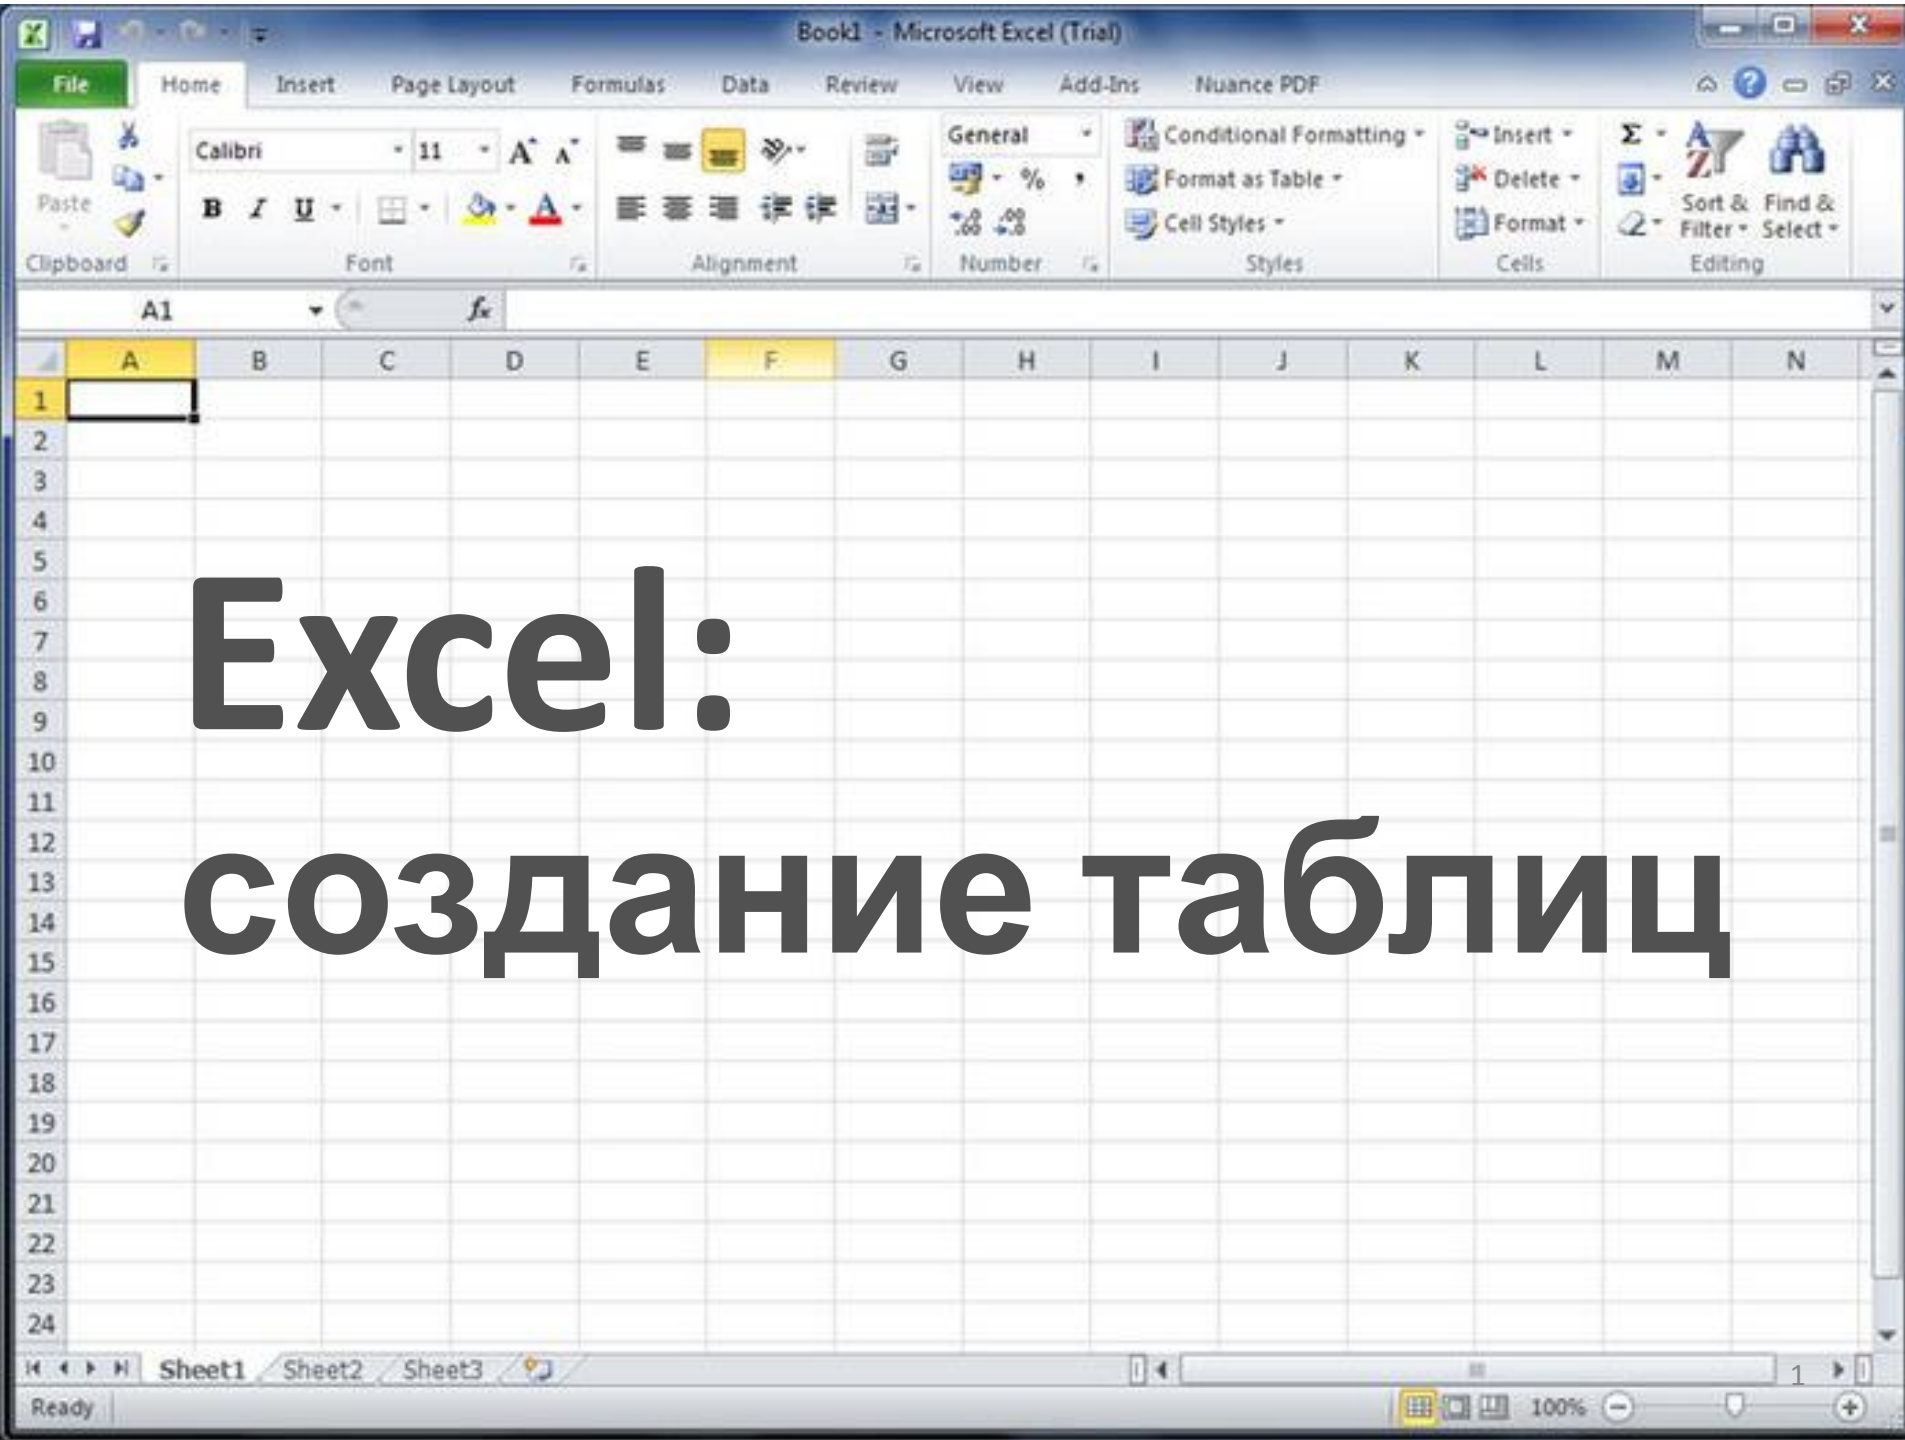 Book1 - Microsoft Excel (Trial)
File Home Insert Page Layout Formulas Data Review View Add-Ins Nuance PDF
Calibri 11 General Conditional Formatting Insert Σ
Paste % Format as Table Delete Sort & Filter Find & Select
B I U Cell Styles Format
Clipboard Font Alignment Number Styles Cells Editing
A1 fx
A B C D E F G H I J K L M N
1
2
3
4
5
6
7
8
9
10
11
12
13
14
15
16
17
18
19
20
21
22
23
24
Excel:
создание таблиц
Sheet1 Sheet2 Sheet3
1
Ready 100%